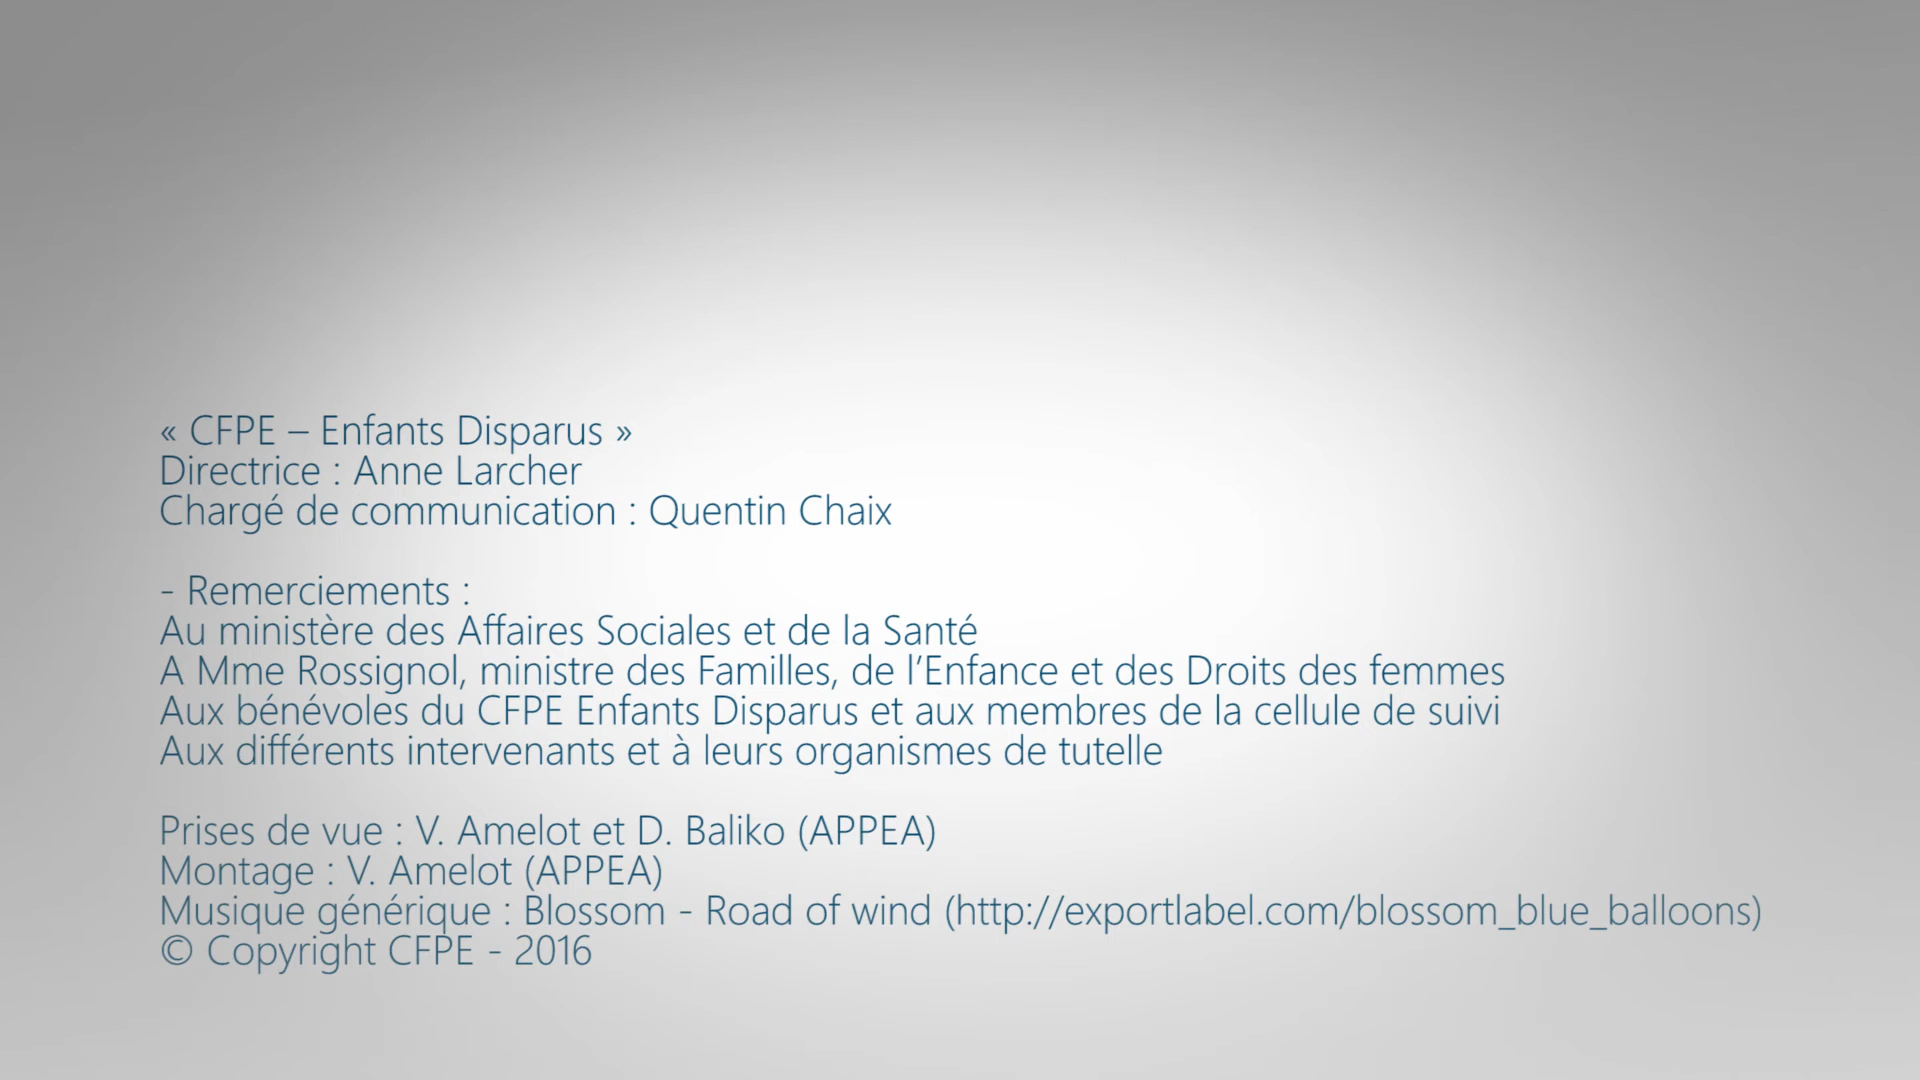 « CFPE – Enfants Disparus »
Directrice : Anne Larcher
Chargé de communication : Quentin Chaix
- Remerciements :
Au ministère des Affaires Sociales et de la Santé
A Mme Rossignol, ministre des Familles, de l’Enfance et des Droits des femmes
Aux bénévoles du CFPE Enfants Disparus et aux membres de la cellule de suivi
Aux différents intervenants et à leurs organismes de tutelle
Prises de vue : V. Amelot et D. Baliko (APPEA)
Montage : V. Amelot (APPEA)
Musique générique : Blossom - Road of wind (http://exportlabel.com/blossom_blue_balloons)
© Copyright CFPE - 2016